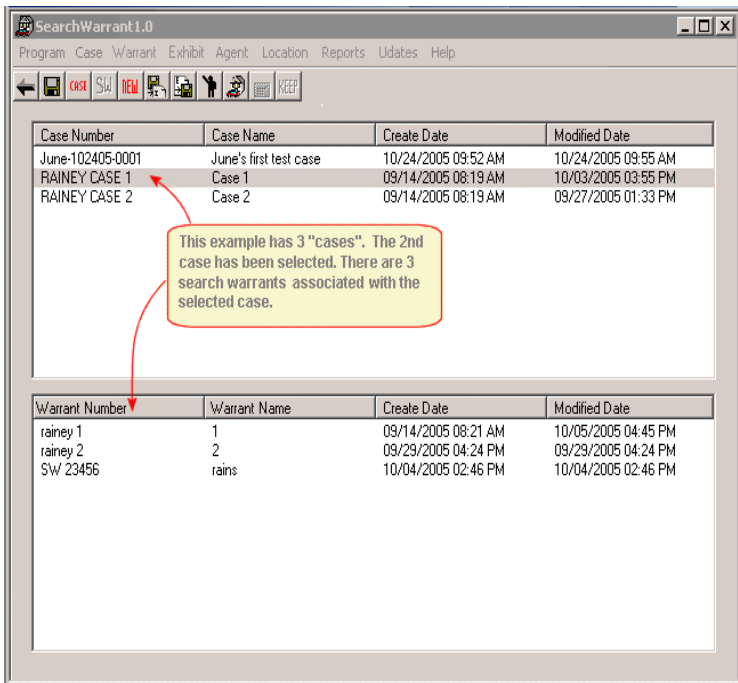 SearchWarrant1.0
Program Case Warrant Exhibit Agent Location Reports Udates Help
CASE SW NEW KEEP
Case Number Case Name Create Date Modified Date
June-102405-0001 June's first test case 10/24/2005 09:52 AM 10/24/2005 09:55 AM
RAINEY CASE 1 Case 1 09/14/2005 08:19 AM 10/03/2005 03:55 PM
RAINEY CASE 2 Case 2 09/14/2005 08:19 AM 09/27/2005 01:33 PM
This example has 3 "cases". The 2nd
case has been selected. There are 3
search warrants associated with the
selected case.
Warrant Number Warrant Name Create Date Modified Date
rainey 1 1 09/14/2005 08:21 AM 10/05/2005 04:45 PM
rainey 2 2 09/29/2005 04:24 PM 09/29/2005 04:24 PM
SW 23456 rains 10/04/2005 02:46 PM 10/04/2005 02:46 PM